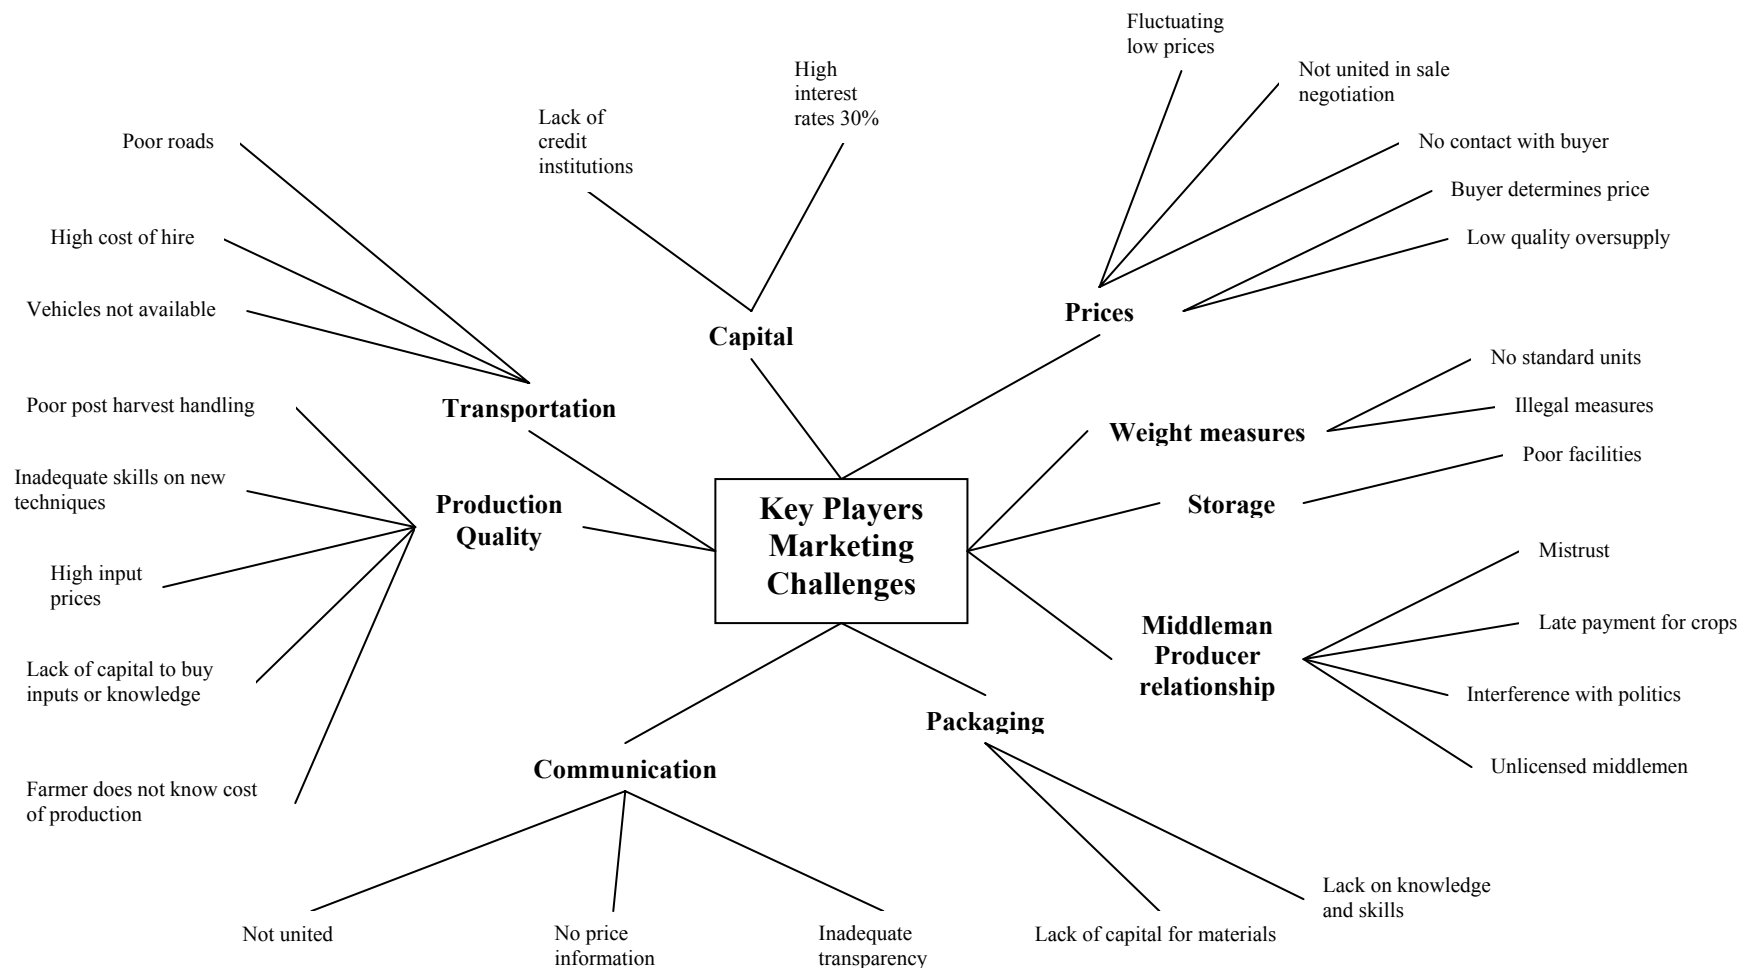 Fluctuating
low prices
High
interest
rates 30%
Not united in sale
negotiation
Lack of
credit
institutions
Poor roads
No contact with buyer
Buyer determines price
High cost of hire
Low quality oversupply
Vehicles not available
Prices
Capital
No standard units
Poor post harvest handling
Transportation
Illegal measures
Weight measures
Poor facilities
Inadequate skills on new
techniques
Production
Quality
Key Players
Marketing
Challenges
Storage
Mistrust
High input
prices
Middleman
Producer
relationship
Late payment for crops
Lack of capital to buy
inputs or knowledge
Interference with politics
Packaging
Communication
Unlicensed middlemen
Farmer does not know cost
of production
Lack on knowledge
and skills
Not united
No price
information
Inadequate
transparency
Lack of capital for materials